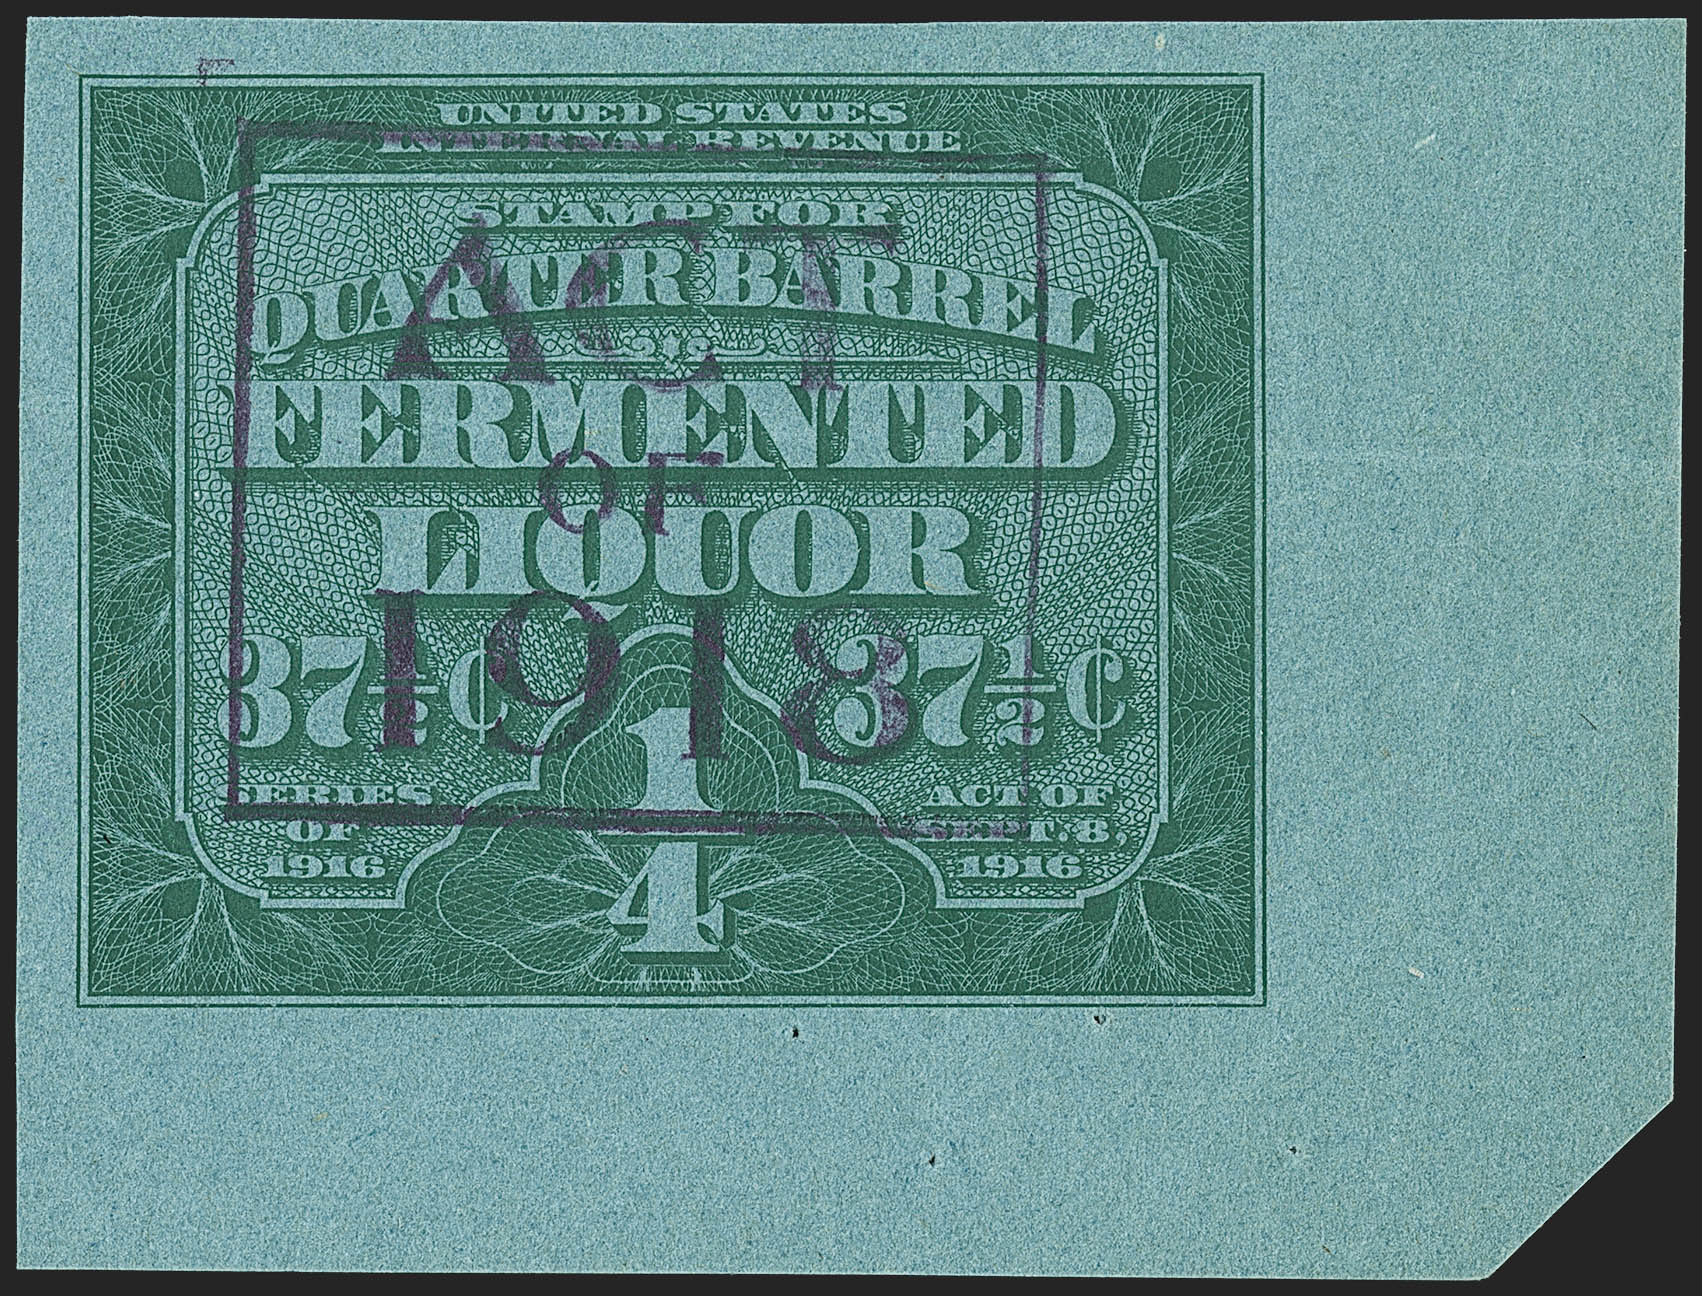 UNITED STATES
INTERNAL REVENUE
STAMP FOR
QUARTER BARREL
FERMENTED
LIQUOR
37½¢ 37½¢
1/4
SERIES
OF
1916
ACT OF
SEPT. 8,
1916
ACT
OF
1918